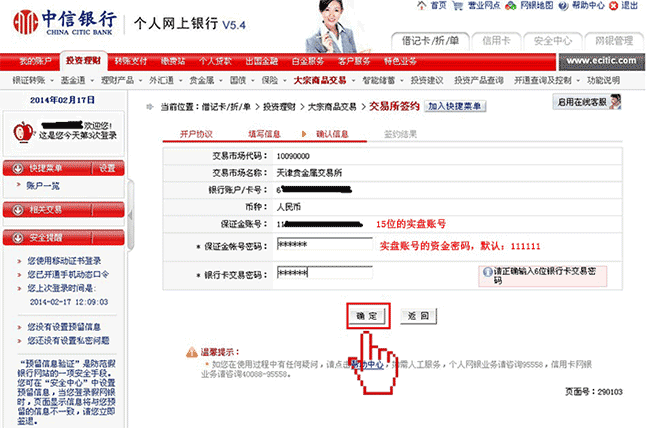 首页 营业网点 网银地图 帮助中心 退出
中信银行 CHINA CITIC BANK 个人网上银行 V5.4
借记卡/折/单 信用卡 安全中心 网银管理
我的账户 投资理财 转账支付 缴费站 个人贷款 出国金融 白金服务 客户服务 特色业务 www.ecitic.com
银证转账 基金通 理财产品 外汇通 贵金属 国债 保险 大宗商品交易 智能储蓄 投资建议 投资产品查询 开通查询及控制 功能说明
2014年02月17日
当前位置：借记卡/折/单 > 投资理财 > 大宗商品交易 > 交易所签约 加入快捷菜单 启用在线客服
欢迎您！
这是您今天第3次登录
开户协议 填写信息 确认信息 签约结果
快捷菜单 设置
账户一览
相关交易
安全提醒
您使用移动证书登录
您已开通手机动态口令
您上次登录时间是：
2014-02-17 12:09:03
您没有设置预留信息
您还没有设置私密问题
“预留信息验证”是防范假
银行网站的一项安全手段。
您可在“安全中心”中设置
预留信息，当您登录假网银
时，页面显示信息将与您预
留的信息不一致，请您立即
签退。
交易市场代码： 10090000
交易市场名称： 天津贵金属交易所
银行账户/卡号： 6
币种： 人民币
保证金账号： 11 15位的实盘账号
* 保证金帐号密码： ****** 实盘账号的资金密码，默认：111111
* 银行卡交易密码： ****** 请正确输入6位银行卡交易密
码
确 定 返 回
温馨提示：
如您在使用过程中有任何疑问，请点击帮助中心，人工服务，个人网银业务请咨询95558，信用卡网银
业务请咨询40088-95558。
页面号：290103